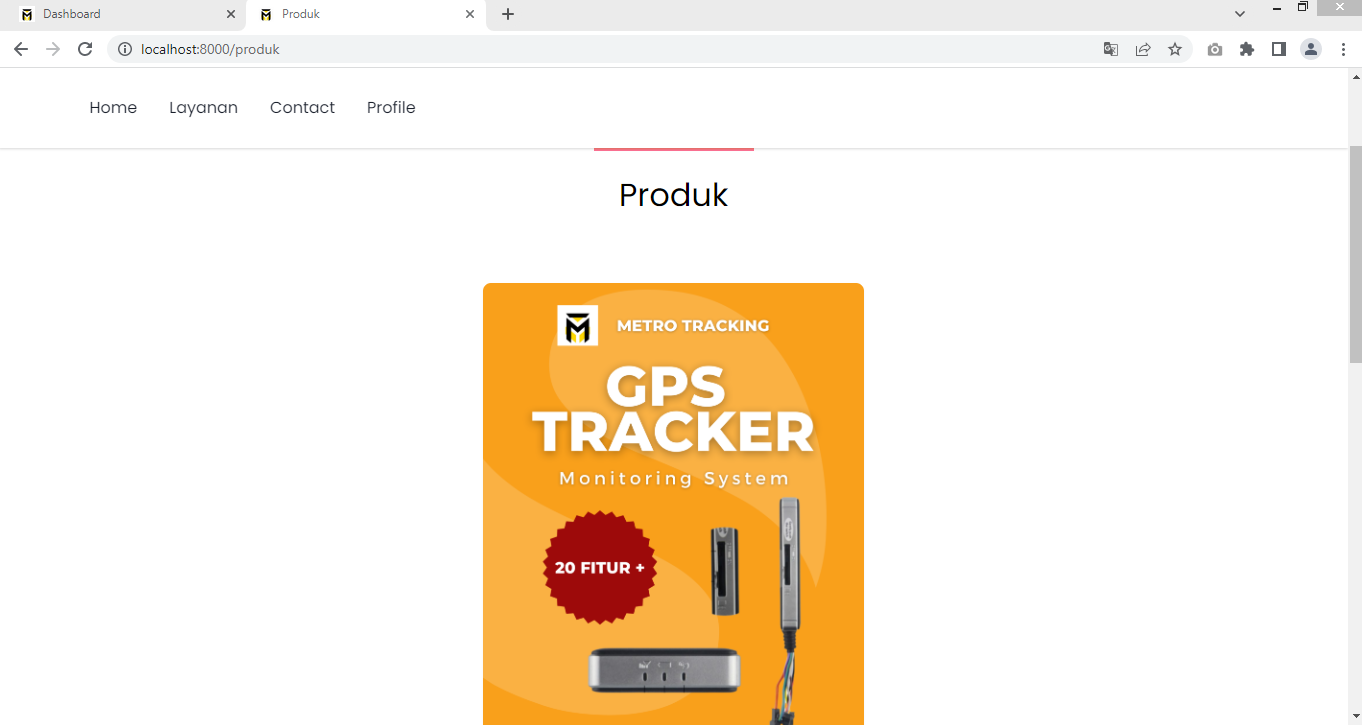 Dashboard
Produk
localhost:8000/produk
Home
Layanan
Contact
Profile
Produk
METRO TRACKING
GPS
TRACKER
Monitoring System
20 FITUR +